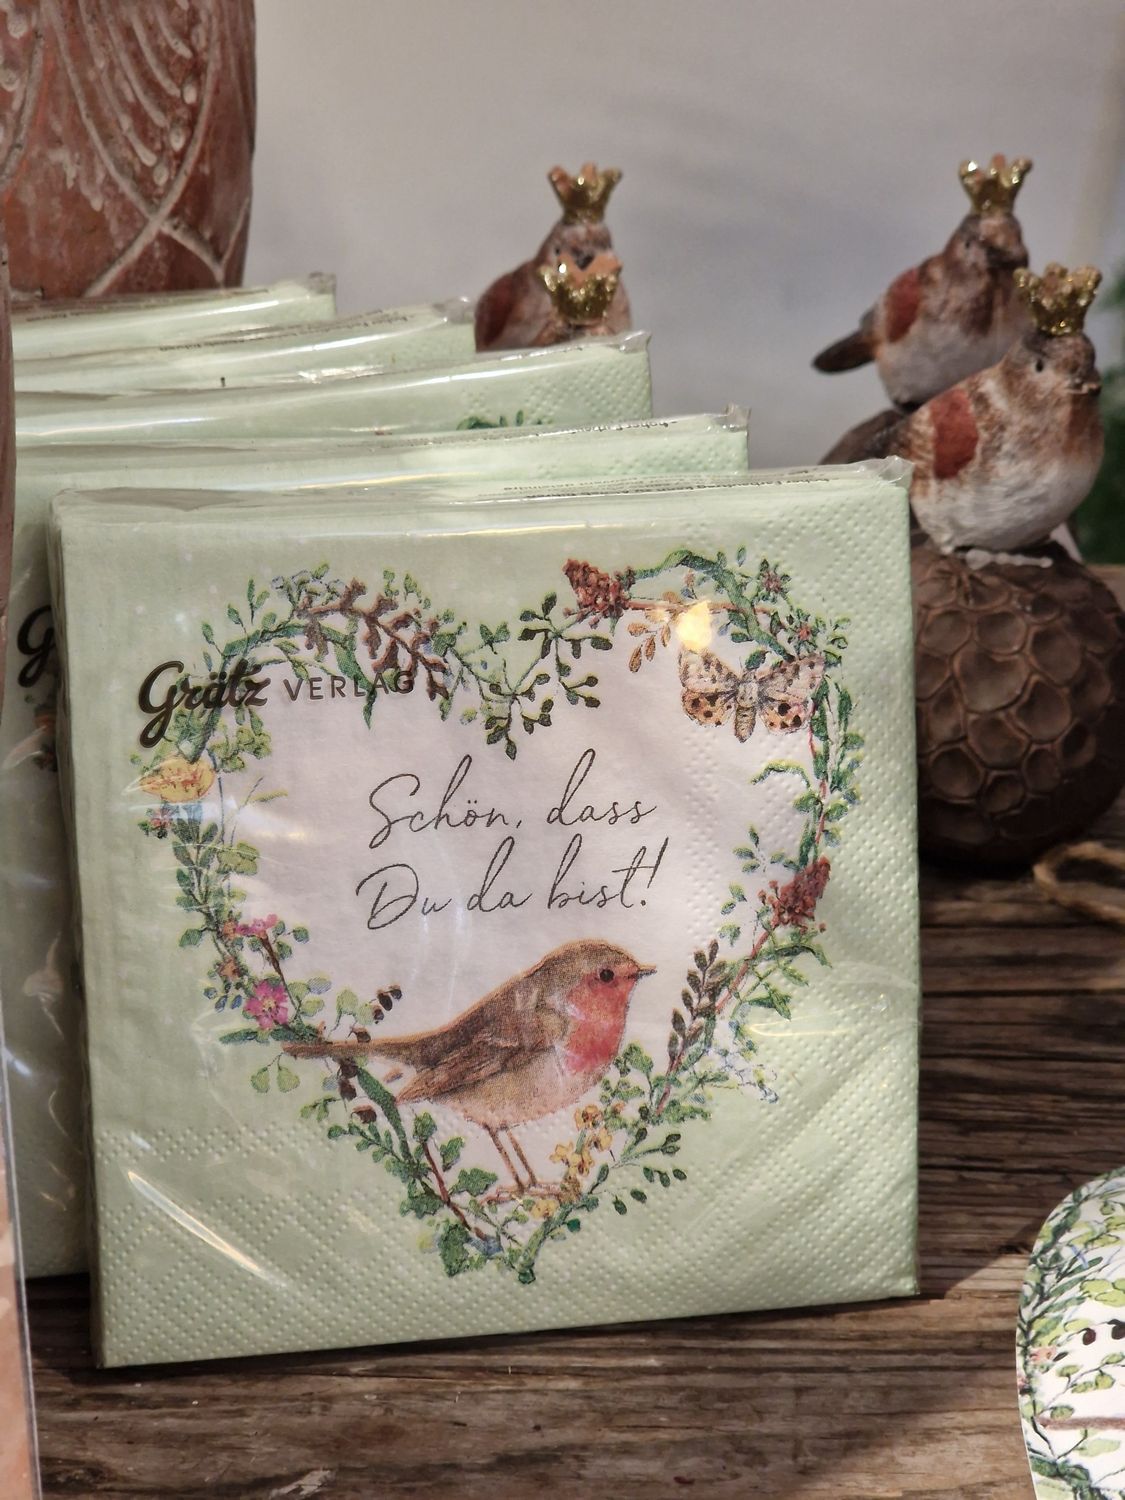 Grätz VERLAG
Schön, dass
Du da bist!